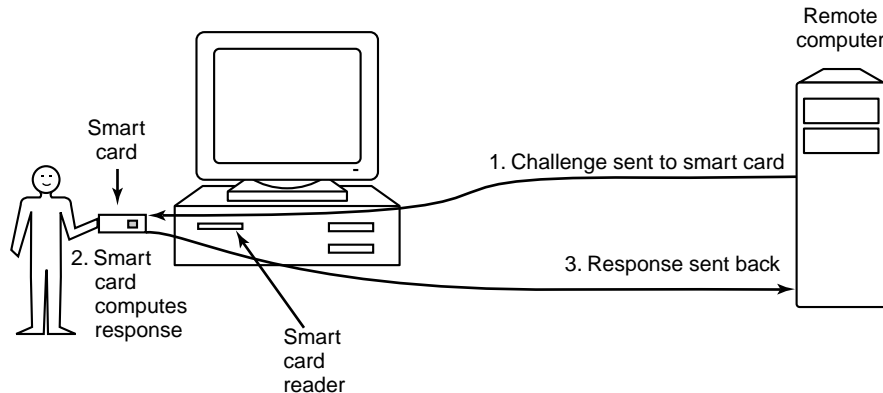 Remote
computer
Smart
card
1. Challenge sent to smart card
2. Smart
card
computes
response
3. Response sent back
Smart
card
reader